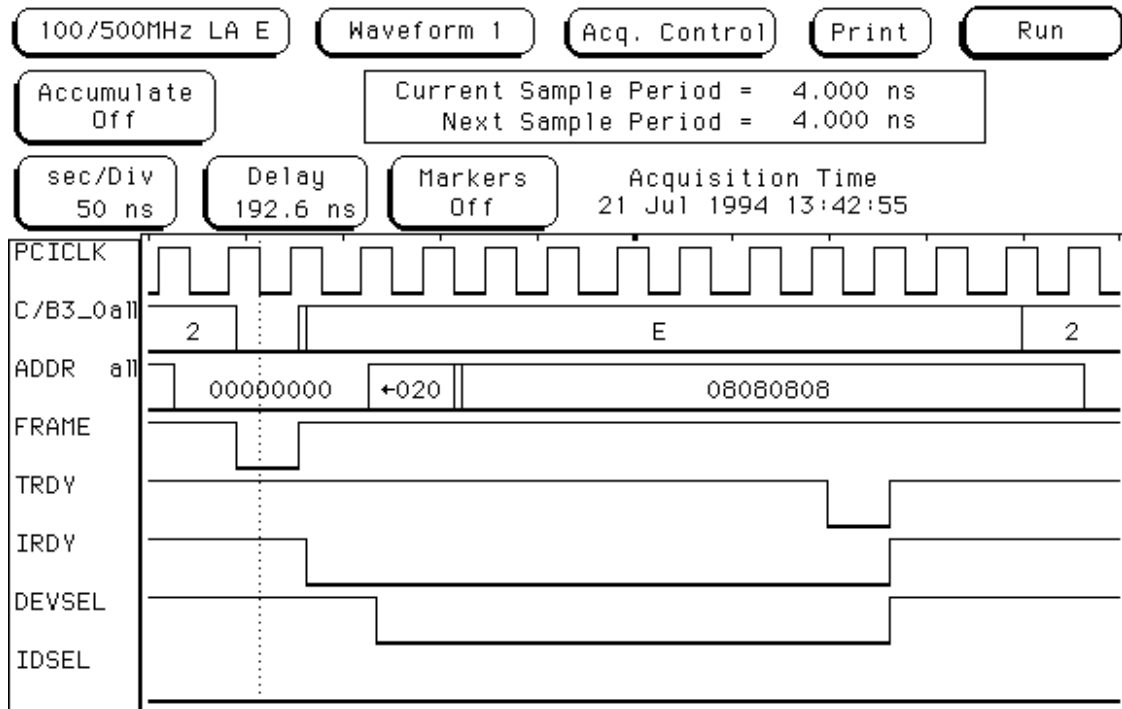 100/500MHz LA E Waveform 1 Acq. Control Print Run
Accumulate
Off
Current Sample Period = 4.000 ns
Next Sample Period = 4.000 ns
sec/Div
50 ns
Delay
192.6 ns
Markers
Off
Acquisition Time
21 Jul 1994 13:42:55
PCICLK
C/B3_0all 2 E 2
ADDR all 00000000 ←020 08080808
FRAME
TRDY
IRDY
DEVSEL
IDSEL